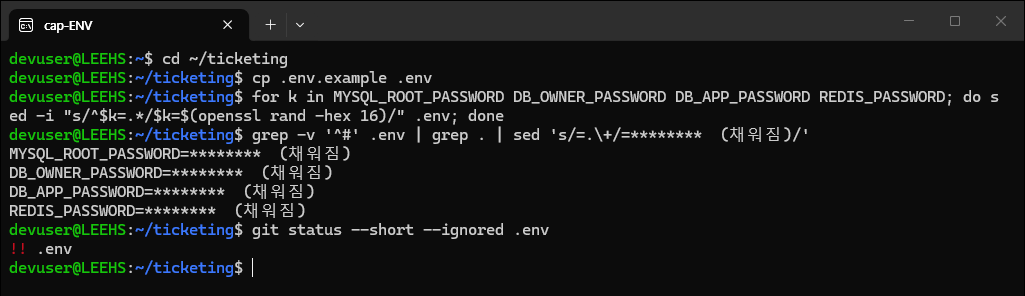 cap-ENV
devuser@LEEHS:~$ cd ~/ticketing
devuser@LEEHS:~/ticketing$ cp .env.example .env
devuser@LEEHS:~/ticketing$ for k in MYSQL_ROOT_PASSWORD DB_OWNER_PASSWORD DB_APP_PASSWORD REDIS_PASSWORD; do s
ed -i "s/^$k=.*/$k=$(openssl rand -hex 16)/" .env; done
devuser@LEEHS:~/ticketing$ grep -v '^#' .env | grep . | sed 's/=.\+/=******** (채워짐)/'
MYSQL_ROOT_PASSWORD=******** (채워짐)
DB_OWNER_PASSWORD=******** (채워짐)
DB_APP_PASSWORD=******** (채워짐)
REDIS_PASSWORD=******** (채워짐)
devuser@LEEHS:~/ticketing$ git status --short --ignored .env
!! .env
devuser@LEEHS:~/ticketing$